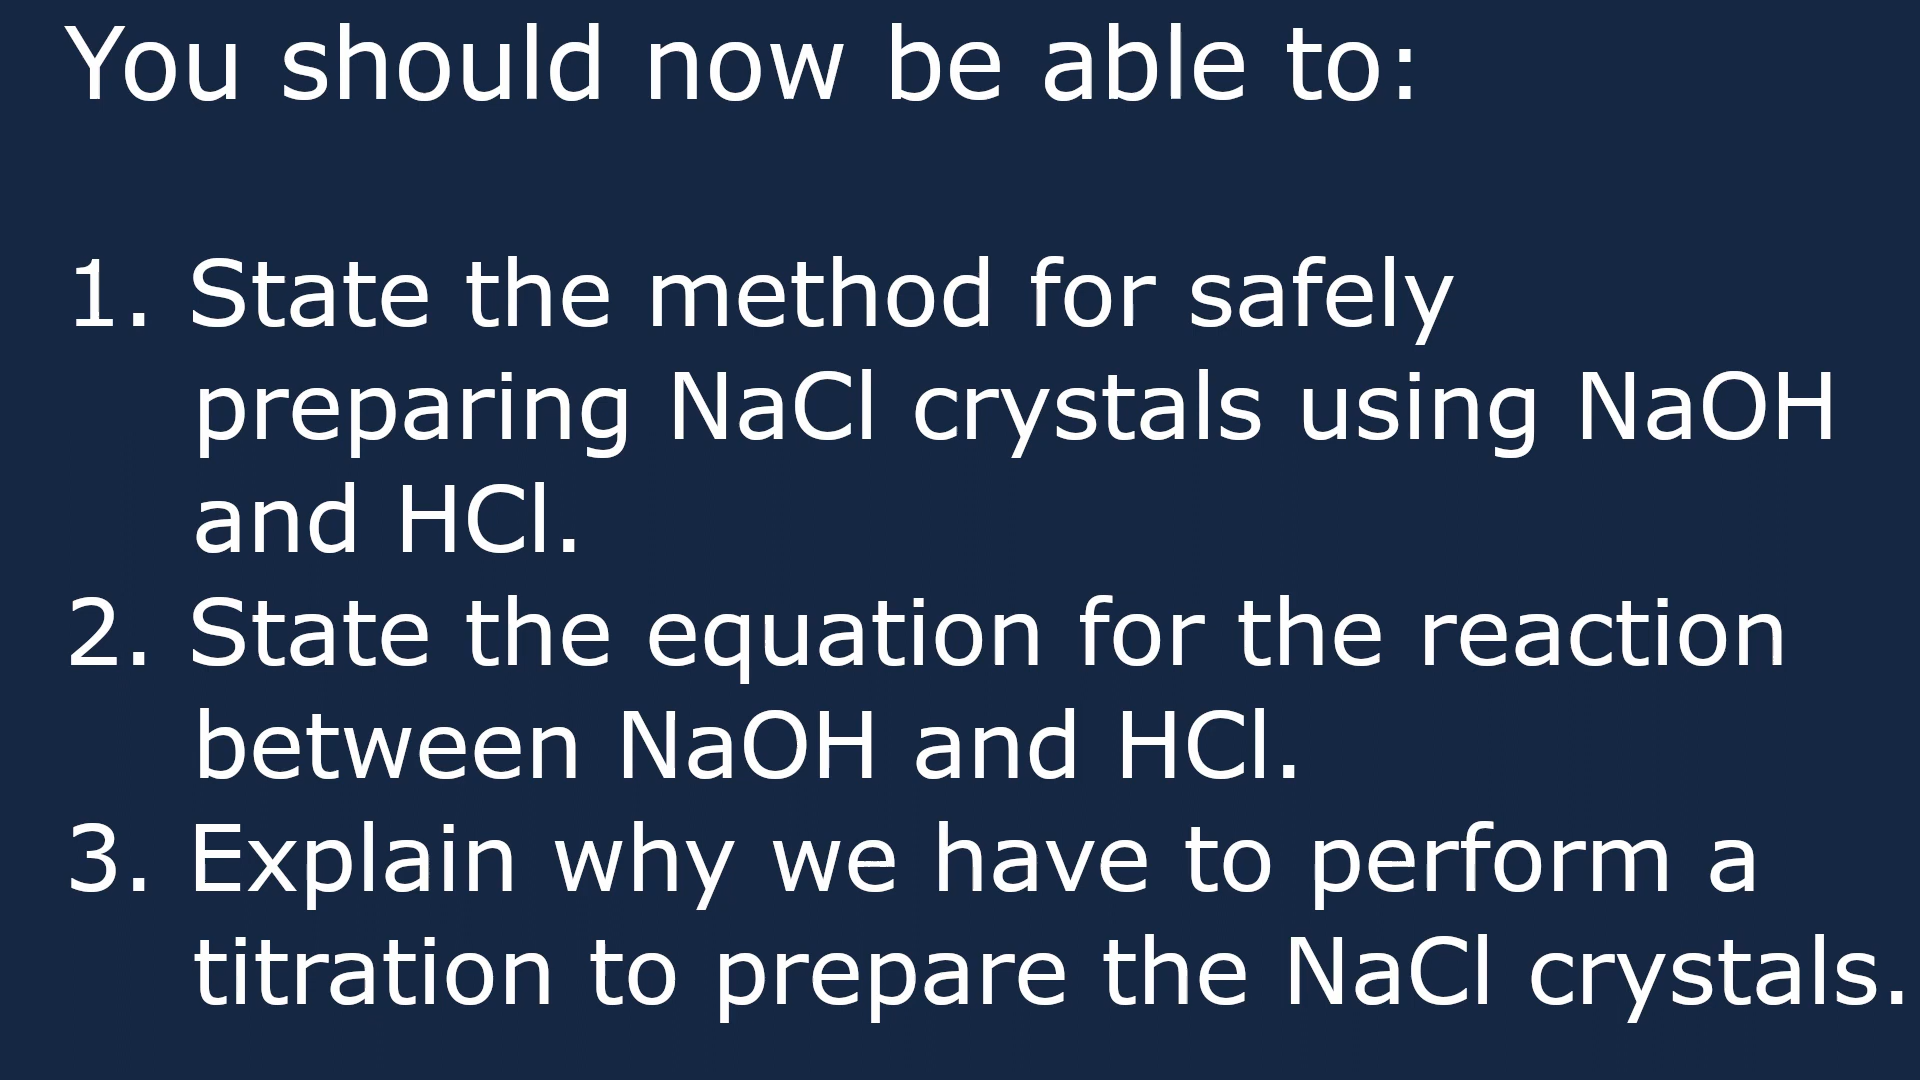 You should now be able to:
1. State the method for safely
preparing NaCl crystals using NaOH
and HCl.
2. State the equation for the reaction
between NaOH and HCl.
3. Explain why we have to perform a
titration to prepare the NaCl crystals.